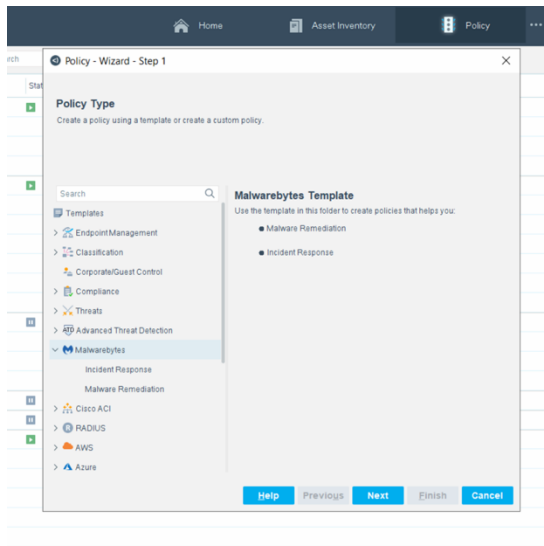 Home
Asset Inventory
Policy
rch
Policy - Wizard - Step 1
Stat
Policy Type
Create a policy using a template or create a custom policy.
Search
Templates
Endpoint Management
Classification
Corporate/Guest Control
Compliance
Threats
ATD Advanced Threat Detection
Malwarebytes
Incident Response
Malware Remediation
Cisco ACI
R RADIUS
AWS
Azure
Malwarebytes Template
Use the template in this folder to create policies that helps you:
Malware Remediation
Incident Response
Help
Previous
Next
Finish
Cancel